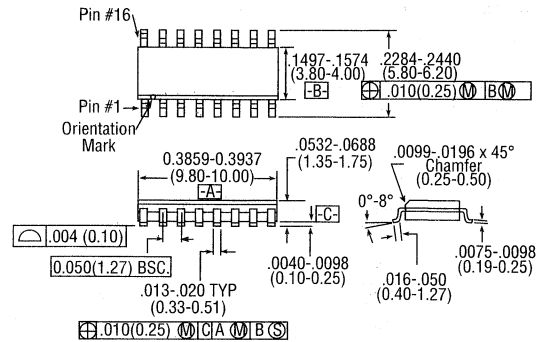 Pin #16
.1497-.1574
(3.80-4.00)
-B-
.2284-.2440
(5.80-6.20)
⊕ .010(0.25) Ⓜ BⓂ
Pin #1
Orientation
Mark
0.3859-0.3937
(9.80-10.00)
-A-
.0532-.0688
(1.35-1.75)
.0099-.0196 x 45°
Chamfer
(0.25-0.50)
0°-8°
-C-
⌓ .004 (0.10)
0.050(1.27) BSC.
.013-.020 TYP
(0.33-0.51)
.0040-.0098
(0.10-0.25)
.016-.050
(0.40-1.27)
.0075-.0098
(0.19-0.25)
⊕ .010(0.25) Ⓜ C A Ⓜ B Ⓢ